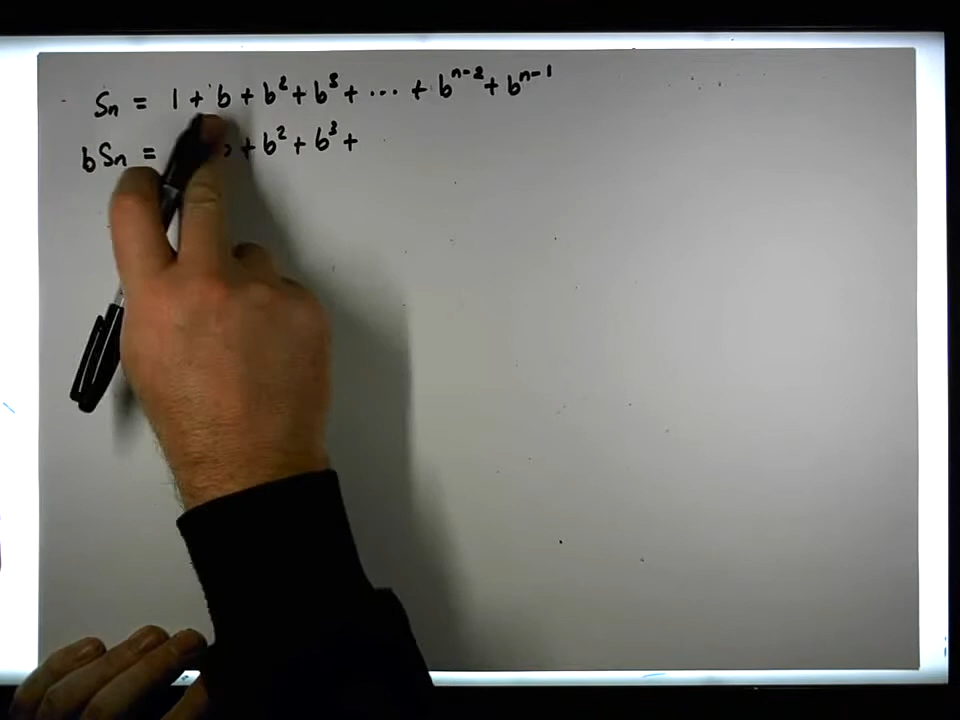 Sn = 1 + b + b² + b³ + ... + bⁿ⁻² + bⁿ⁻¹
bSn = + b² + b³ +